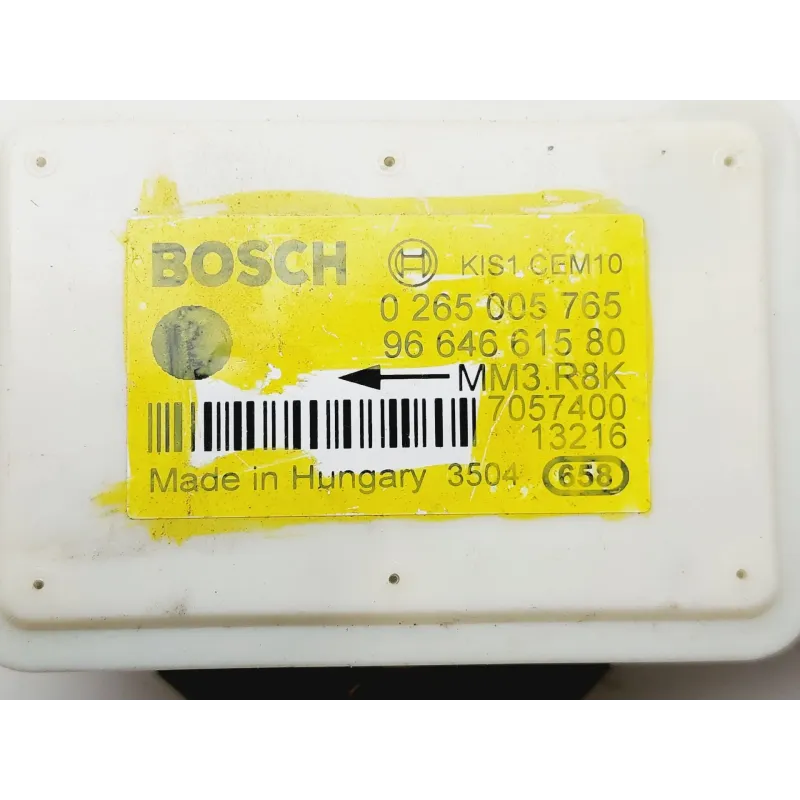 BOSCH KIS1 CEM10
0 265 005 765
96 646 615 80
MM3.R8K
7057400
13216
Made in Hungary 3504 658